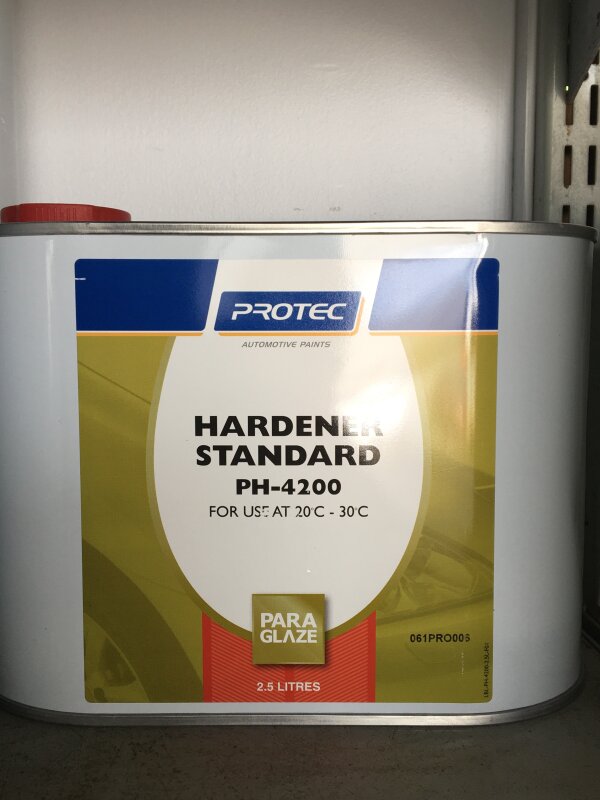 PROTEC
AUTOMOTIVE PAINTS
HARDENER
STANDARD
PH-4200
FOR USE AT 20°C - 30°C
PARA
GLAZE
061PRO006
2.5 LITRES